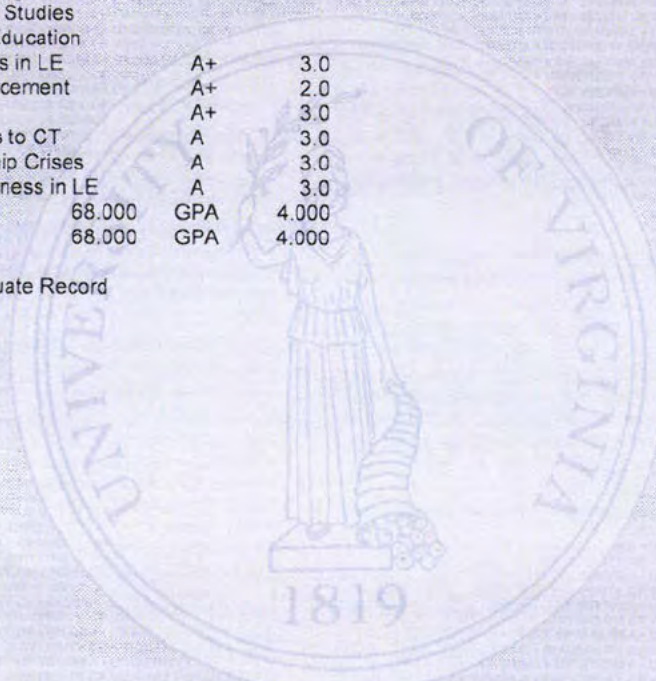 Studies
ducation
s in LE A+ 3.0
cement A+ 2.0
A+ 3.0
s to CT A 3.0
ip Crises A 3.0
ness in LE A 3.0
68.000 GPA 4.000
68.000 GPA 4.000
uate Record
UNIVERSITY OF VIRGINIA
1819